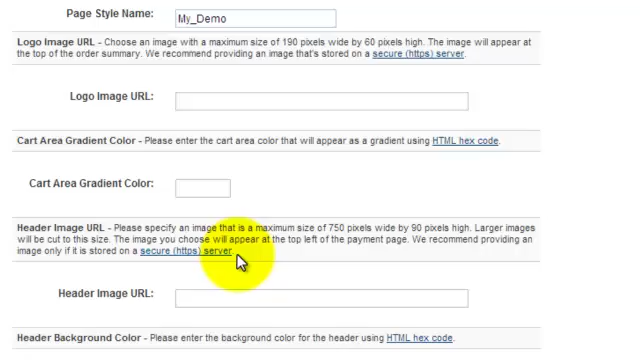 Page Style Name: My_Demo
Logo Image URL - Choose an image with a maximum size of 190 pixels wide by 60 pixels high. The image will appear at
the top of the order summary. We recommend providing an image that's stored on a secure (https) server.
Logo Image URL:
Cart Area Gradient Color - Please enter the cart area color that will appear as a gradient using HTML hex code.
Cart Area Gradient Color:
Header Image URL - Please specify an image that is a maximum size of 750 pixels wide by 90 pixels high. Larger images
will be cut to this size. The image you choose will appear at the top left of the payment page. We recommend providing an
image only if it is stored on a secure (https) server.
Header Image URL:
Header Background Color - Please enter the background color for the header using HTML hex code.